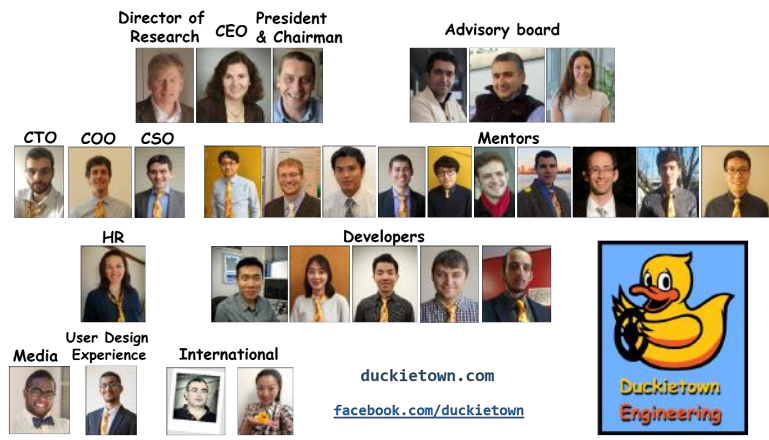 Director of
Research
CEO
President
& Chairman
Advisory board
CTO
COO
CSO
Mentors
HR
Developers
Media
User Design
Experience
International
duckietown.com
facebook.com/duckietown
Duckietown
Engineering